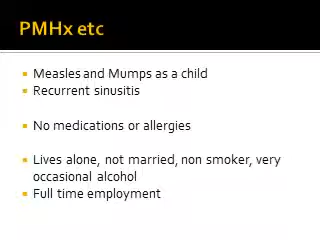 PMHx etc
Measles and Mumps as a child
Recurrent sinusitis
No medications or allergies
Lives alone, not married, non smoker, very
occasional alcohol
Full time employment